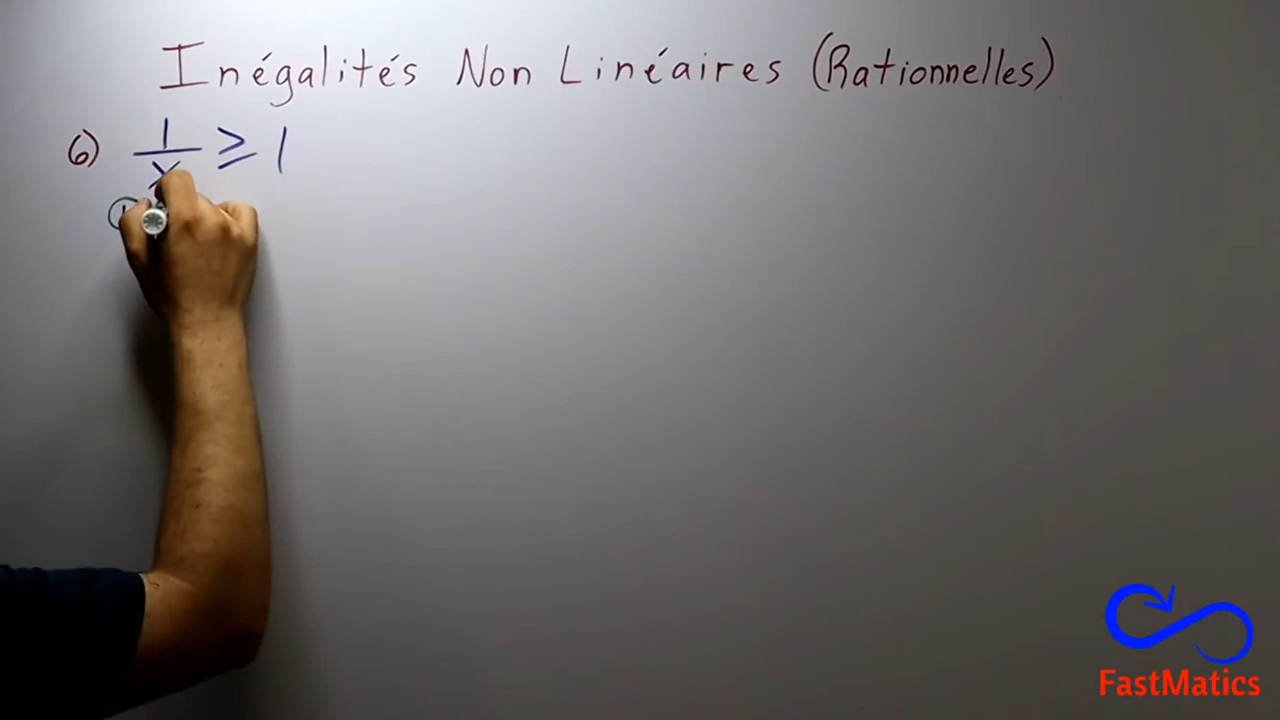 Inégalités Non Linéaires (Rationnelles)
6) 1/x ≥ 1
FastMatics